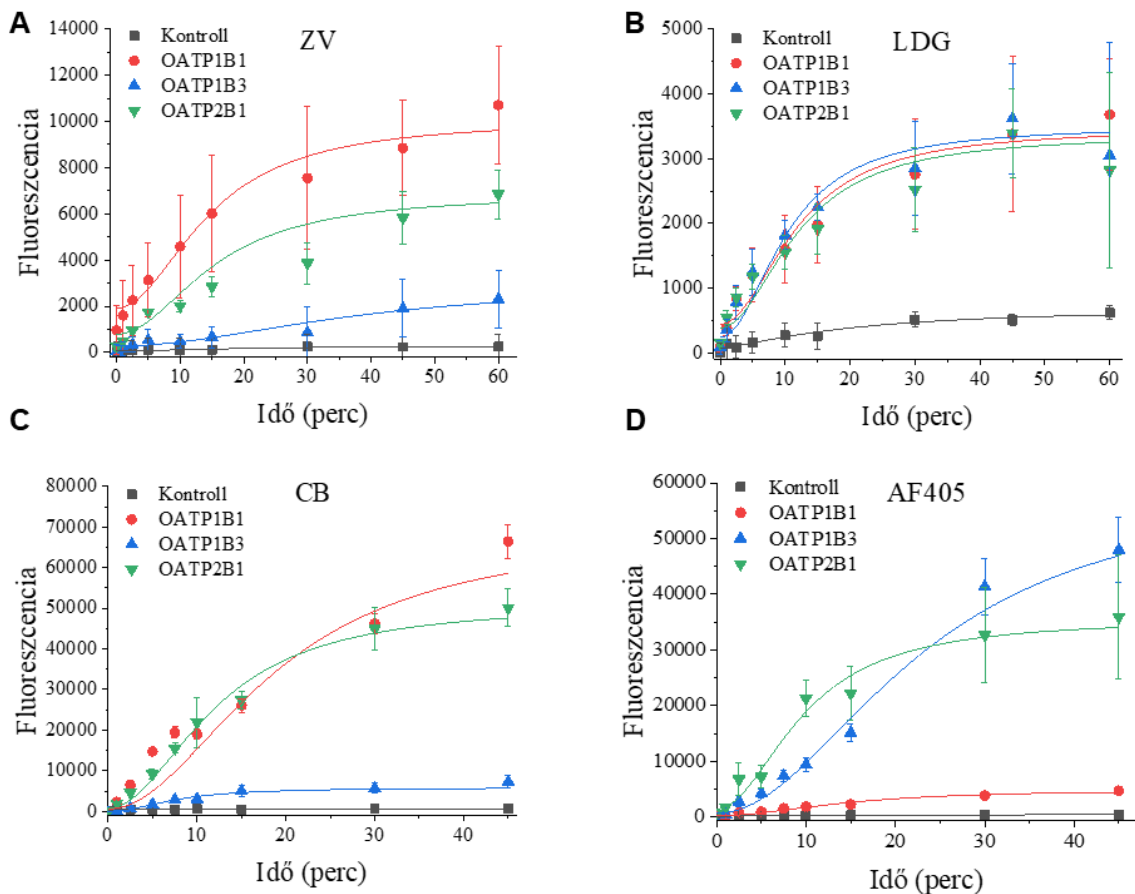 A
ZV
Kontroll
OATP1B1
OATP1B3
OATP2B1
Fluoreszcencia
14000
12000
10000
8000
6000
4000
2000
0
0 10 20 30 40 50 60
Idő (perc)
B
LDG
Kontroll
OATP1B1
OATP1B3
OATP2B1
Fluoreszcencia
5000
4000
3000
2000
1000
0
0 10 20 30 40 50 60
Idő (perc)
C
CB
Kontroll
OATP1B1
OATP1B3
OATP2B1
Fluoreszcencia
80000
70000
60000
50000
40000
30000
20000
10000
0
0 10 20 30 40
Idő (perc)
D
AF405
Kontroll
OATP1B1
OATP1B3
OATP2B1
Fluoreszcencia
60000
50000
40000
30000
20000
10000
0
0 10 20 30 40
Idő (perc)